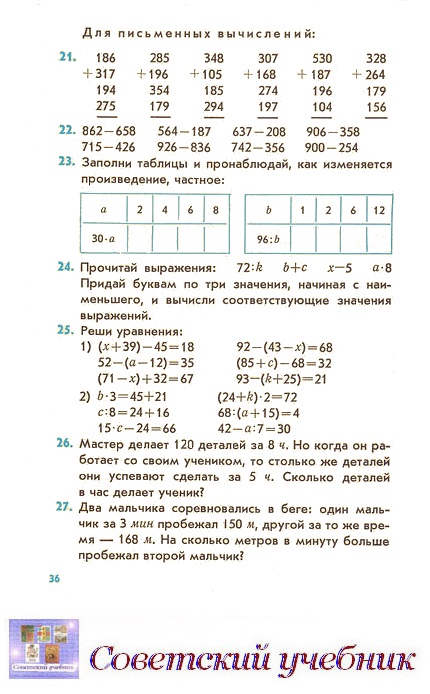 Для письменных вычислений:
21. 186 285 348 307 530 328
+317 +196 +105 +168 +187 +264
194 354 185 274 196 179
275 179 294 197 104 156
22. 862−658 564−187 637−208 906−358
715−426 926−836 742−356 900−254
23. Заполни таблицы и пронаблюдай, как изменяется
произведение, частное:
a 2 4 6 8 b 1 2 6 12
30·a 96:b
24. Прочитай выражения: 72:k b+c x−5 a·8
Придай буквам по три значения, начиная с наи-
меньшего, и вычисли соответствующие значения
выражений.
25. Реши уравнения:
1) (x+39)−45=18 92−(43−x)=68
52−(a−12)=35 (85+c)−68=32
(71−x)+32=67 93−(k+25)=21
2) b·3=45+21 (24+k)·2=72
c:8=24+16 68:(a+15)=4
15·c−24=66 42−a:7=30
26. Мастер делает 120 деталей за 8 ч. Но когда он ра-
ботает со своим учеником, то столько же деталей
они успевают сделать за 5 ч. Сколько деталей
в час делает ученик?
27. Два мальчика соревновались в беге: один маль-
чик за 3 мин пробежал 150 м, другой за то же вре-
мя — 168 м. На сколько метров в минуту больше
пробежал второй мальчик?
36
Советский учебник
Советский учебник